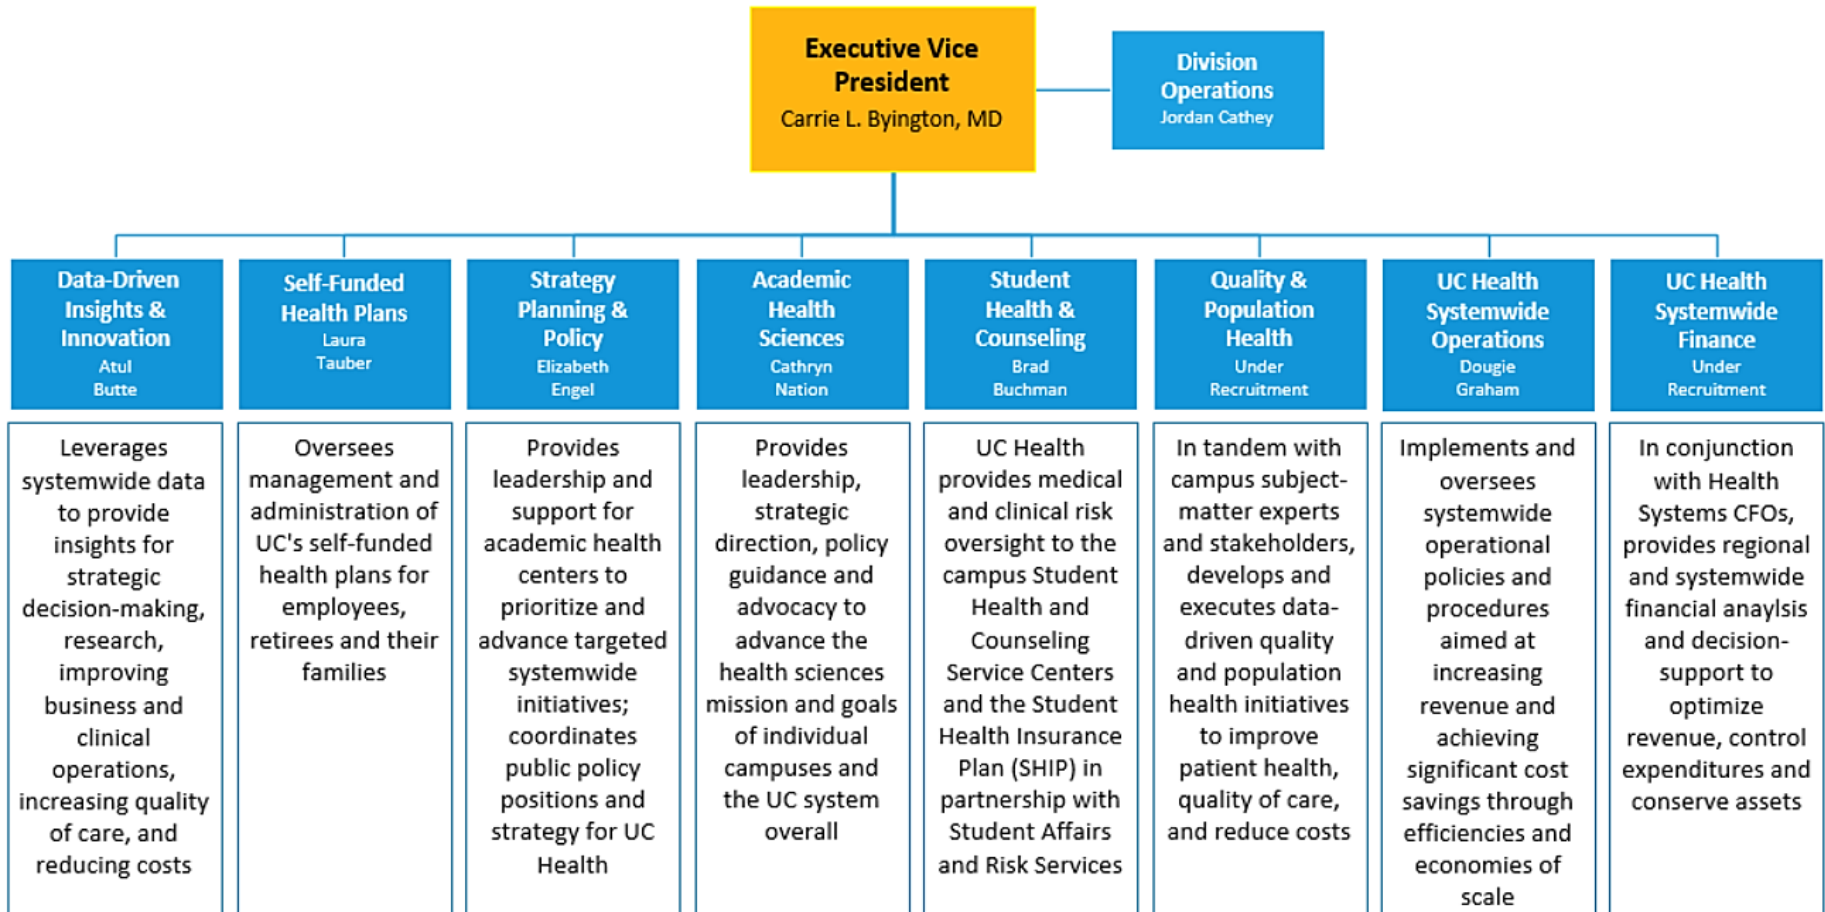 Executive Vice
President
Carrie L. Byington, MD
Division
Operations
Jordan Cathey
Data-Driven
Insights &
Innovation
Atul
Butte
Self-Funded
Health Plans
Laura
Tauber
Strategy
Planning &
Policy
Elizabeth
Engel
Academic
Health
Sciences
Cathryn
Nation
Student
Health &
Counseling
Brad
Buchman
Quality &
Population
Health
Under
Recruitment
UC Health
Systemwide
Operations
Dougie
Graham
UC Health
Systemwide
Finance
Under
Recruitment
Leverages
systemwide data
to provide
insights for
strategic
decision-making,
research,
improving
business and
clinical
operations,
increasing quality
of care, and
reducing costs
Oversees
management and
administration of
UC's self-funded
health plans for
employees,
retirees and their
families
Provides
leadership and
support for
academic health
centers to
prioritize and
advance targeted
systemwide
initiatives;
coordinates
public policy
positions and
strategy for UC
Health
Provides
leadership,
strategic
direction, policy
guidance and
advocacy to
advance the
health sciences
mission and goals
of individual
campuses and
the UC system
overall
UC Health
provides medical
and clinical risk
oversight to the
campus Student
Health and
Counseling
Service Centers
and the Student
Health Insurance
Plan (SHIP) in
partnership with
Student Affairs
and Risk Services
In tandem with
campus subject-
matter experts
and stakeholders,
develops and
executes data-
driven quality
and population
health initiatives
to improve
patient health,
quality of care,
and reduce costs
Implements and
oversees
systemwide
operational
policies and
procedures
aimed at
increasing
revenue and
achieving
significant cost
savings through
efficiencies and
economies of
scale
In conjunction
with Health
Systems CFOs,
provides regional
and systemwide
financial anaylsis
and decision-
support to
optimize
revenue, control
expenditures and
conserve assets